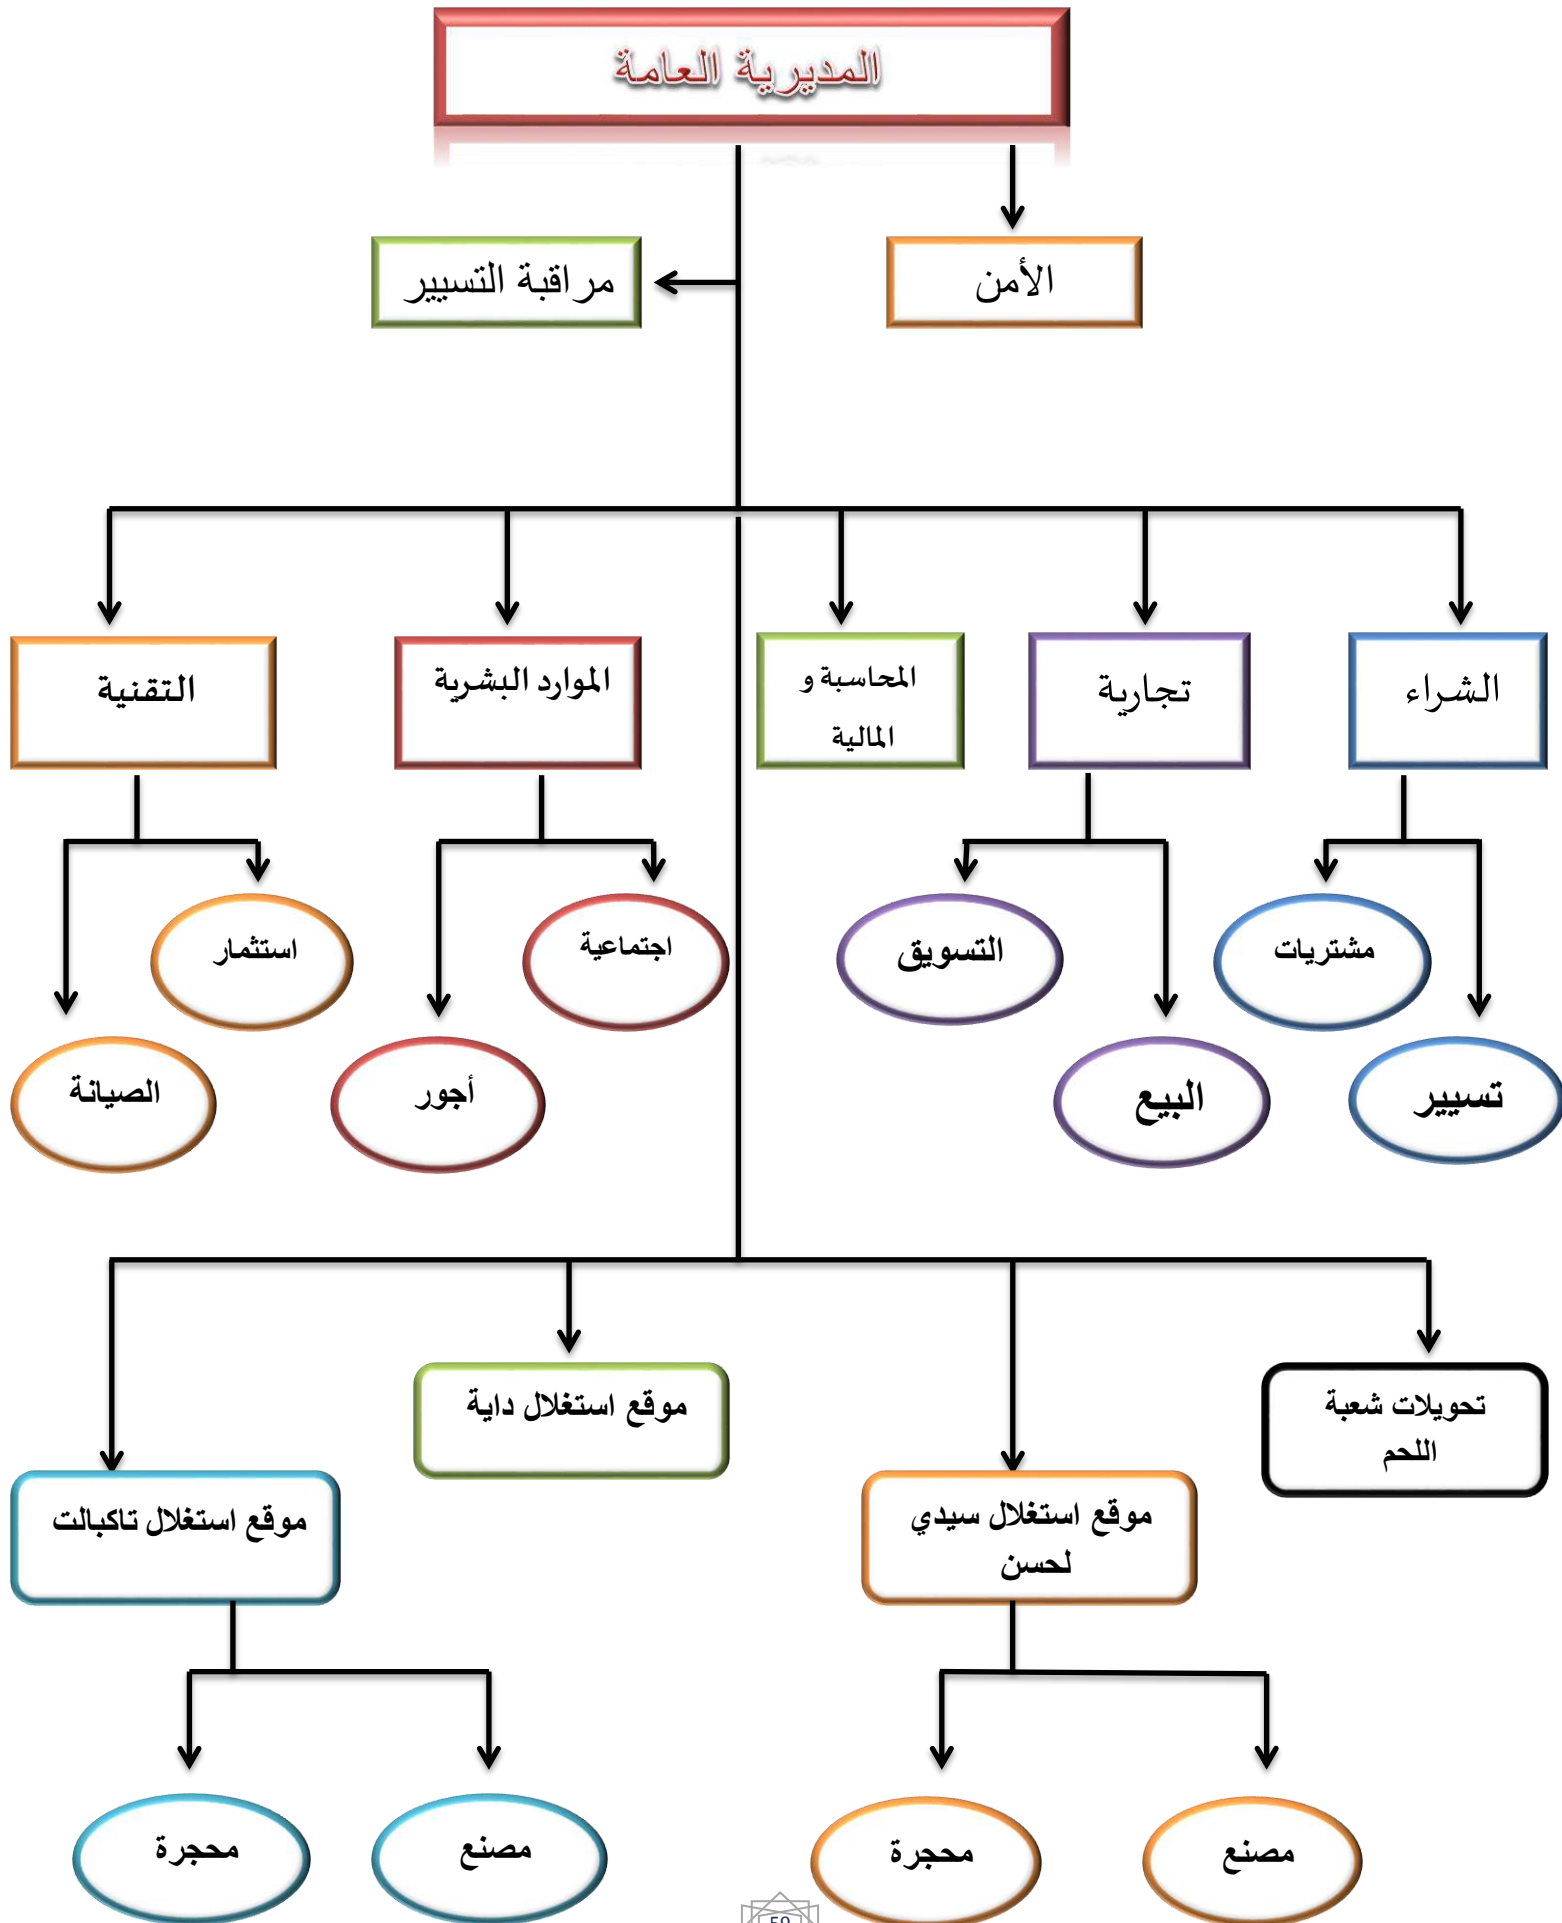 المديرية العامة
الأمن
مراقبة التسيير
الشراء
تجارية
المحاسبة و
المالية
الموارد البشرية
التقنية
مشتريات
التسويق
اجتماعية
استثمار
تسيير
البيع
أجور
الصيانة
تحويلات شعبة
اللحم
موقع استغلال داية
موقع استغلال سيدي
لحسن
موقع استغلال تاكبالت
مصنع
محجرة
مصنع
محجرة
59